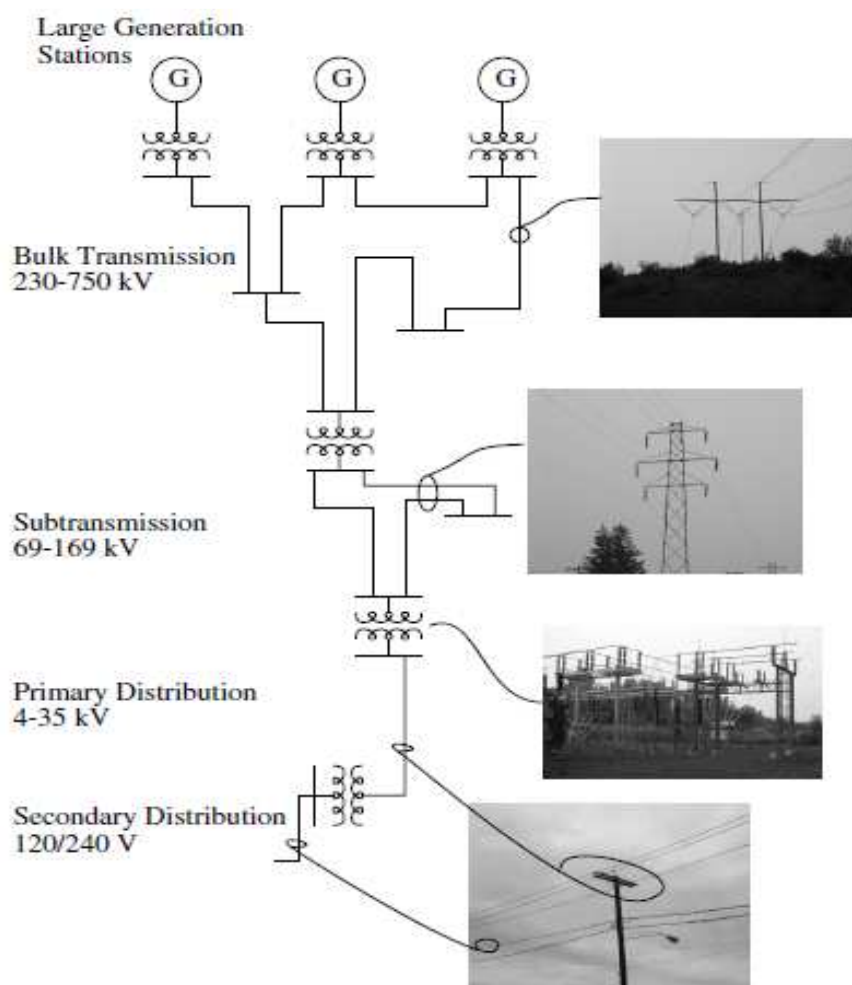 Large Generation
Stations
G
G
G
Bulk Transmission
230-750 kV
Subtransmission
69-169 kV
Primary Distribution
4-35 kV
Secondary Distribution
120/240 V